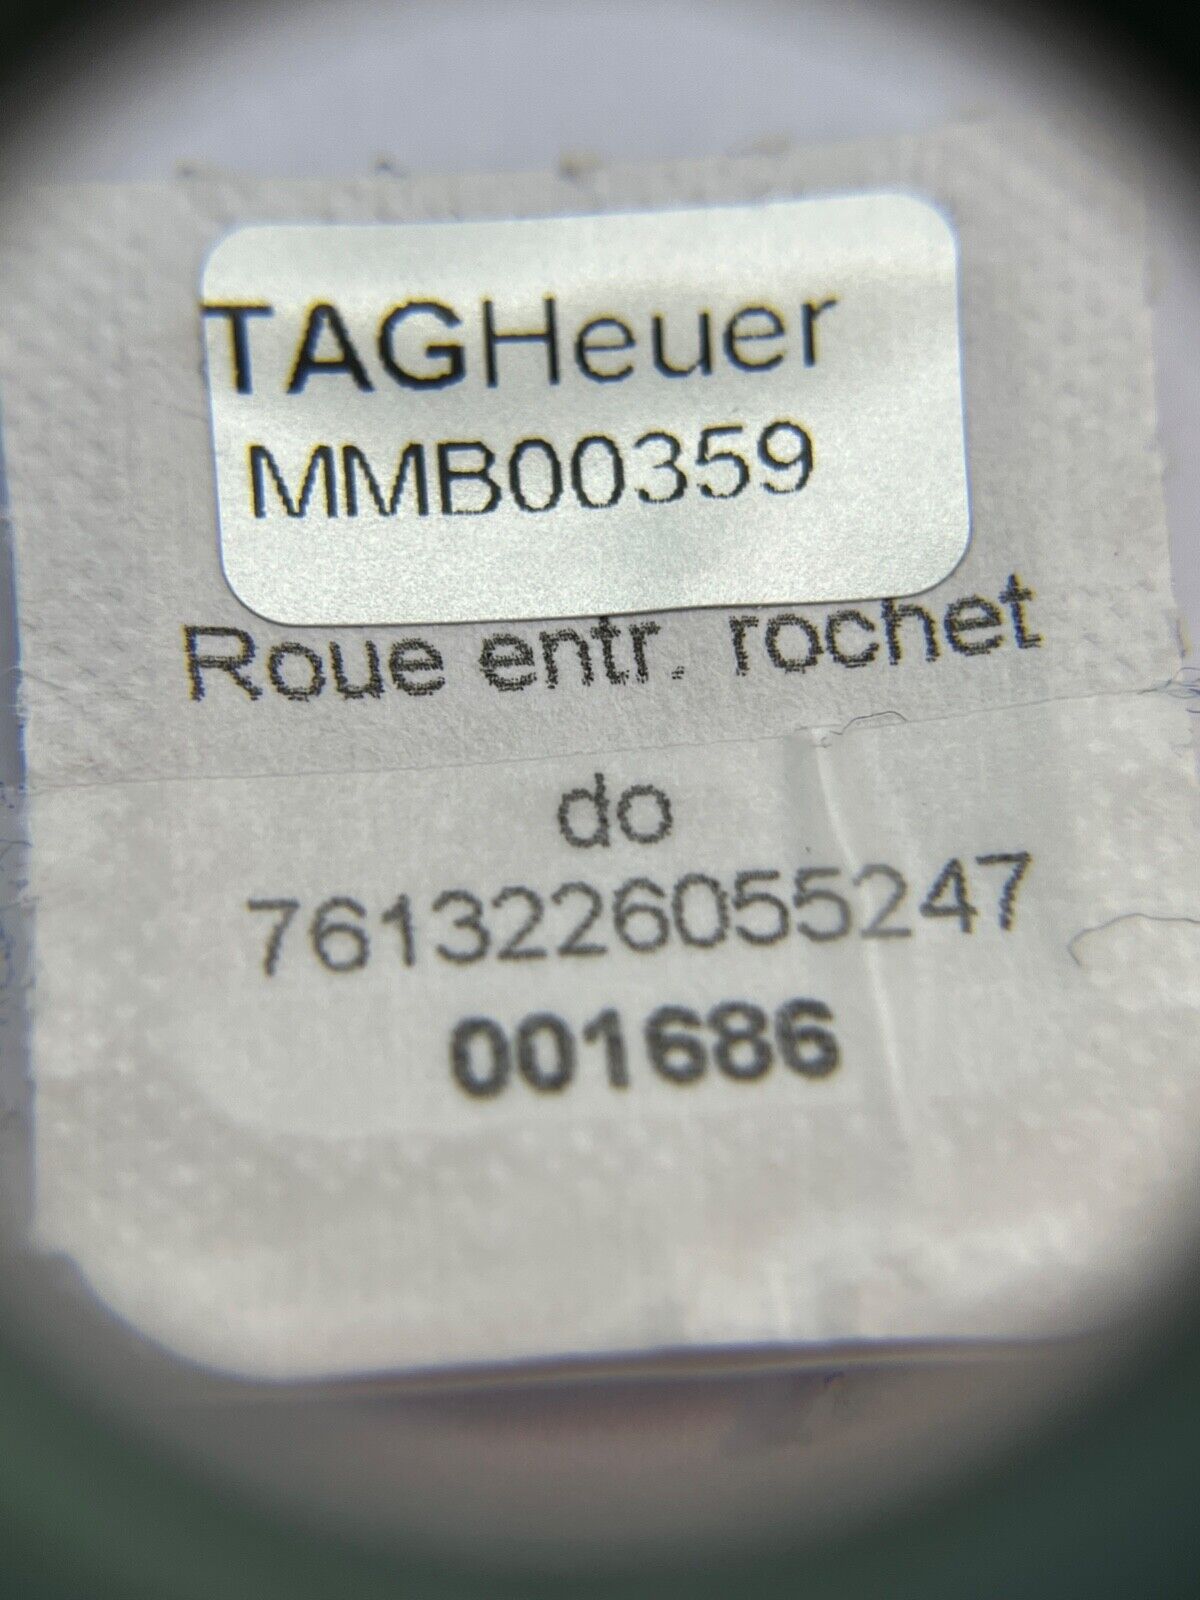 TAGHeuer
MMB00359
Roue entr. rochet
do
7613226055247
001686